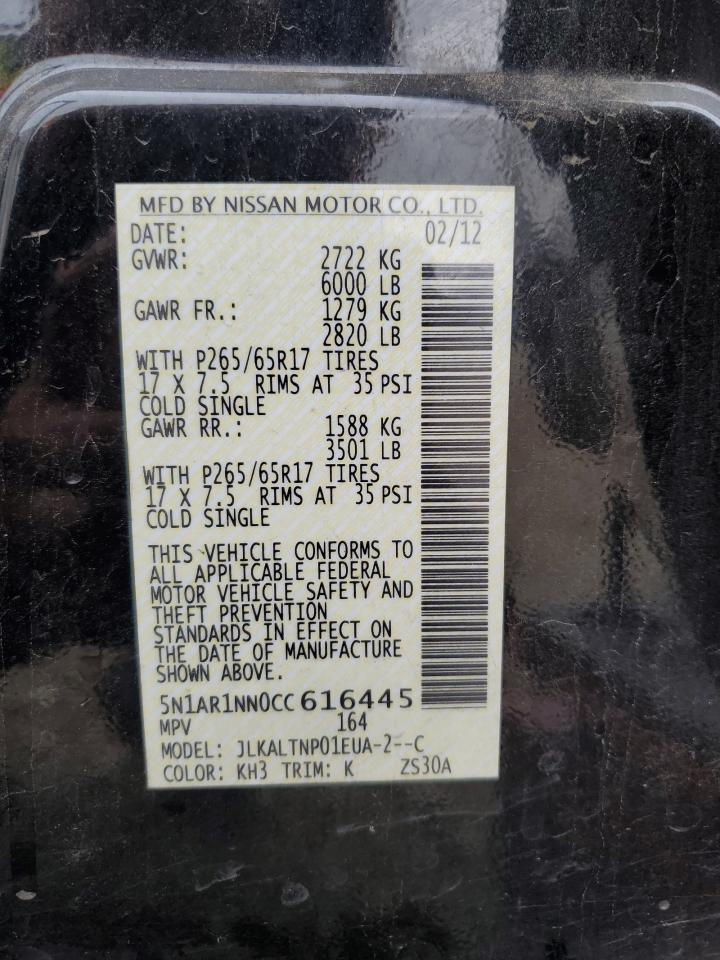 MFD BY NISSAN MOTOR CO., LTD.
DATE: 02/12
GVWR: 2722 KG
6000 LB
GAWR FR.: 1279 KG
2820 LB
WITH P265/65R17 TIRES
17 X 7.5 RIMS AT 35 PSI
COLD SINGLE
GAWR RR.: 1588 KG
3501 LB
WITH P265/65R17 TIRES
17 X 7.5 RIMS AT 35 PSI
COLD SINGLE
THIS VEHICLE CONFORMS TO
ALL APPLICABLE FEDERAL
MOTOR VEHICLE SAFETY AND
THEFT PREVENTION
STANDARDS IN EFFECT ON
THE DATE OF MANUFACTURE
SHOWN ABOVE.
5N1AR1NN0CC616445
MPV 164
MODEL: JLKALTNP01EUA-2--C
COLOR: KH3 TRIM: K ZS30A